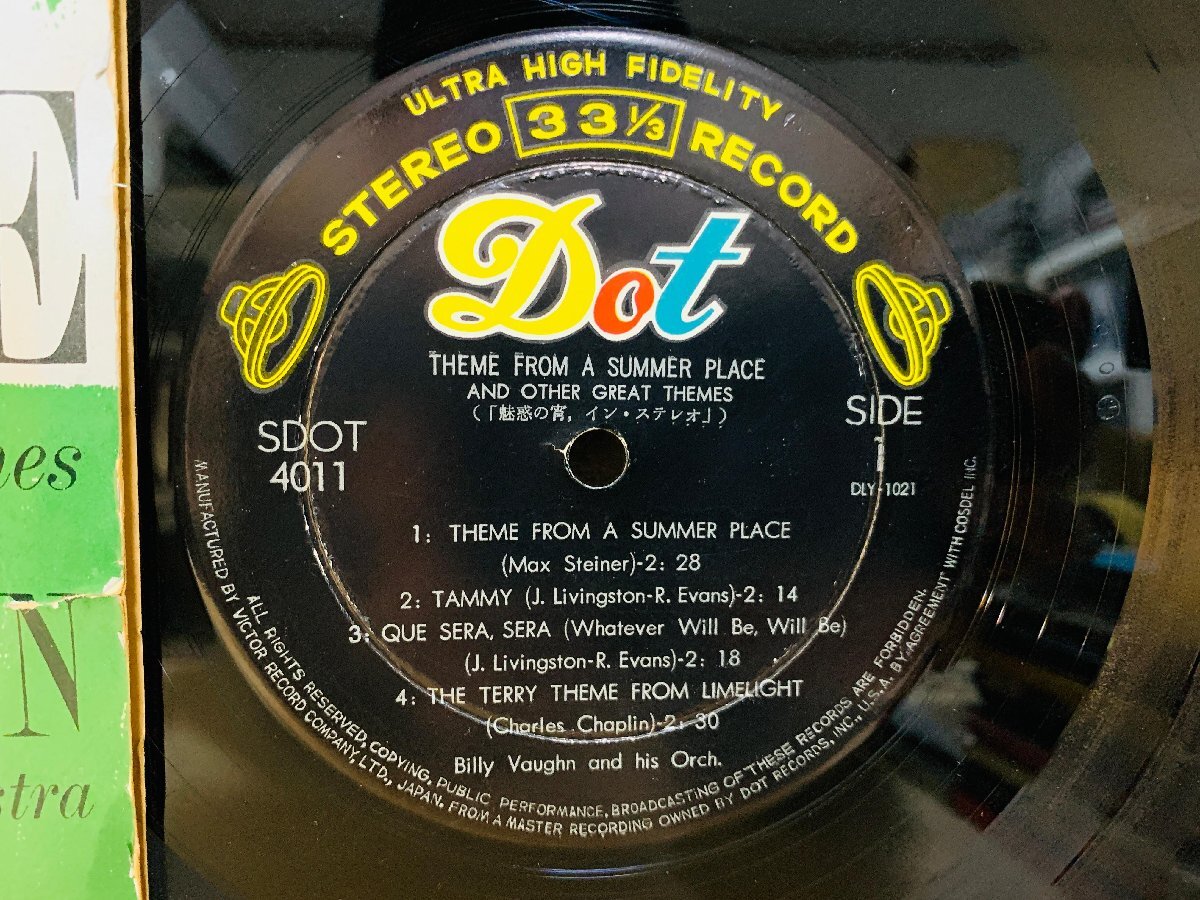 ULTRA HIGH FIDELITY
STEREO 33 1/3 RECORD
Dot
THEME FROM A SUMMER PLACE
AND OTHER GREAT THEMES
(「魅惑の宵, イン・ステレオ」)
SDOT
4011
SIDE
1
DLY-1021
1: THEME FROM A SUMMER PLACE
(Max Steiner)-2: 28
2: TAMMY (J. Livingston-R. Evans)-2: 14
3: QUE SERA, SERA (Whatever Will Be, Will Be)
(J. Livingston-R. Evans)-2: 18
4: THE TERRY THEME FROM LIMELIGHT
(Charles Chaplin)-2: 30
Billy Vaughn and his Orch.
ALL RIGHTS RESERVED, COPYING, PUBLIC PERFORMANCE, BROADCASTING OF THESE RECORDS ARE FORBIDDEN.
MANUFACTURED BY VICTOR RECORD COMPANY, LTD., JAPAN. FROM A MASTER RECORDING OWNED BY DOT RECORDS, INC., U.S.A. BY AGREEMENT WITH COSDEL INC.
E
nes
N
stra